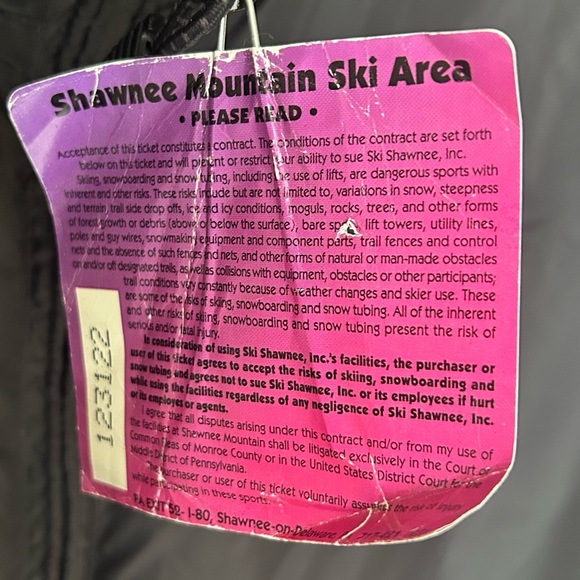 Shawnee Mountain Ski Area
• PLEASE READ •
Acceptance of this ticket constitutes a contract. The conditions of the contract are set forth
below on this ticket and will prevent or restrict your ability to sue Ski Shawnee, Inc.
Skiing, snowboarding and snow tubing, including the use of lifts, are dangerous sports with
inherent and other risks. These risks include but are not limited to, variations in snow, steepness
and terrain, trail side drop offs, ice and icy conditions, moguls, rocks, trees, and other forms
of forest growth or debris (above or below the surface), bare spots, lift towers, utility lines,
poles and guy wires, snowmaking equipment and component parts, trail fences and control
nets and the absence of such fences and nets, and other forms of natural or man-made obstacles
on and/or off designated trails, as well as collisions with equipment, obstacles or other participants;
trail conditions vary constantly because of weather changes and skier use. These
are some of the risks of skiing, snowboarding and snow tubing. All of the inherent
and other risks of skiing, snowboarding and snow tubing present the risk of
serious and/or fatal injury.
In consideration of using Ski Shawnee, Inc.'s facilities, the purchaser or
user of this ticket agrees to accept the risks of skiing, snowboarding and
snow tubing and agrees not to sue Ski Shawnee, Inc. or its employees if hurt
while using the facilities regardless of any negligence of Ski Shawnee, Inc.
or its employes or agents.
I agree that all disputes arising under this contract and/or from my use of
the facilities at Shawnee Mountain shall be litigated exclusively in the Court of
Common Pleas of Monroe County or in the United States District Court for the
Middle District of Pennsylvania.
The purchaser or user of this ticket voluntarily assumes the risk of injury
while participating in these sports.
PA EXIT 52- I-80, Shawnee-on-Delaware
123122